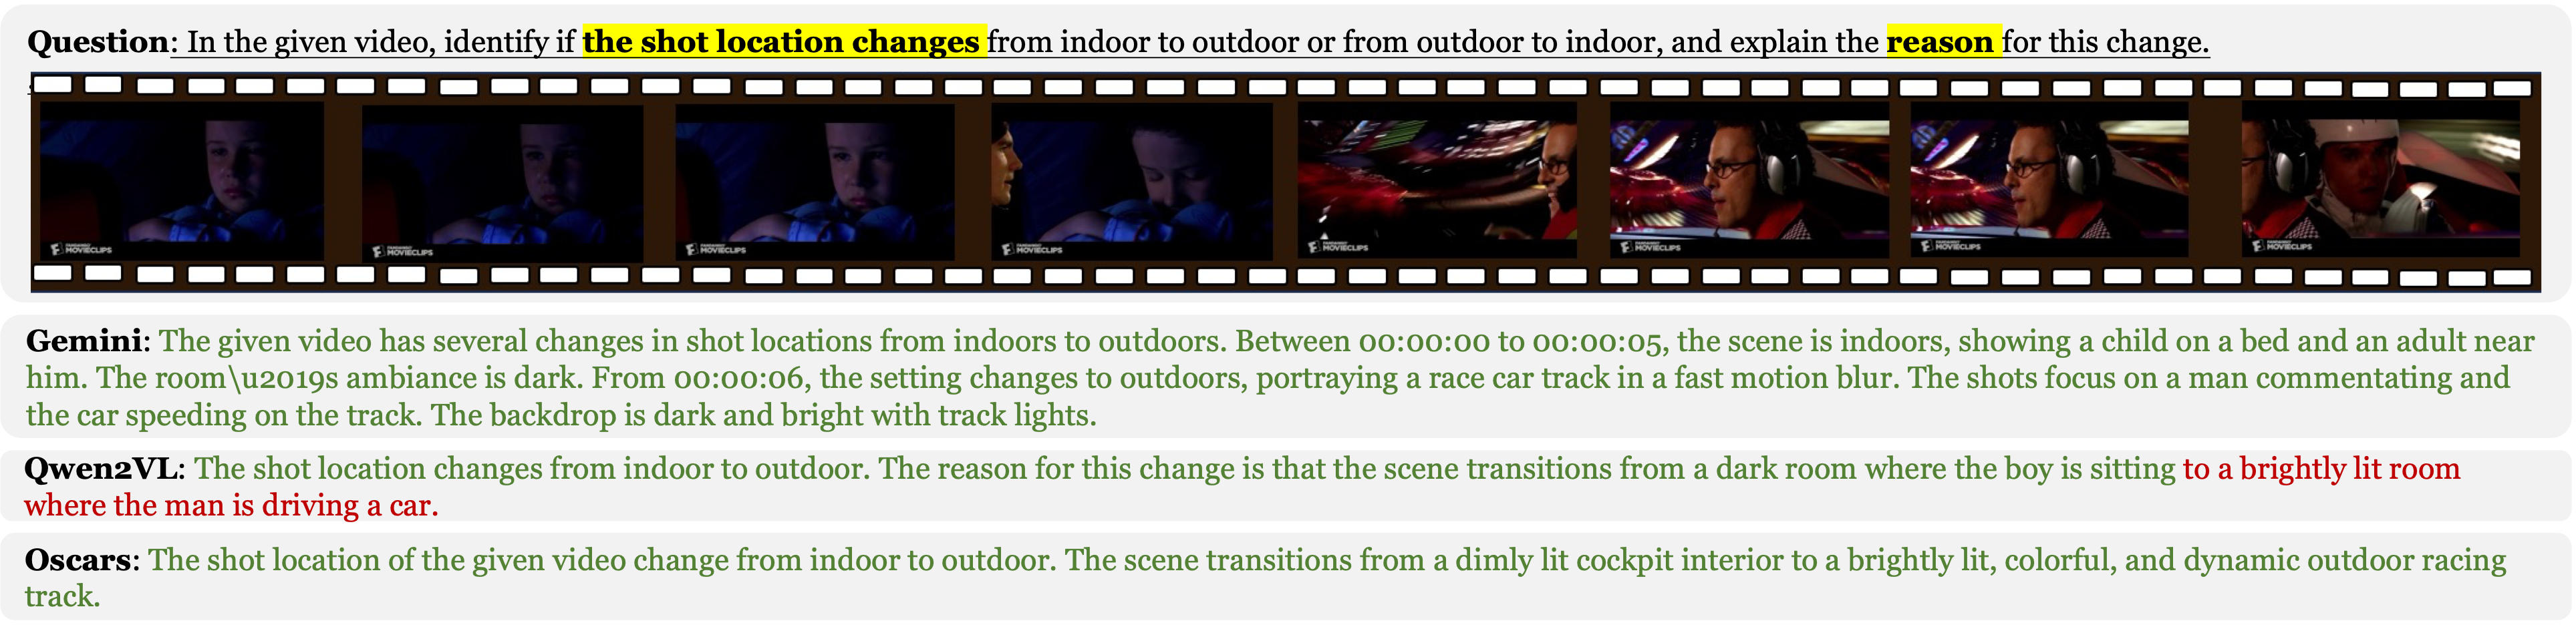 Question: In the given video, identify if the shot location changes from indoor to outdoor or from outdoor to indoor, and explain the reason for this change.
FANDANGO MOVIECLIPS
FANDANGO MOVIECLIPS
FANDANGO MOVIECLIPS
FANDANGO MOVIECLIPS
FANDANGO MOVIECLIPS
FANDANGO MOVIECLIPS
FANDANGO MOVIECLIPS
FANDANGO MOVIECLIPS
Gemini: The given video has several changes in shot locations from indoors to outdoors. Between 00:00:00 to 00:00:05, the scene is indoors, showing a child on a bed and an adult near
him. The room\u2019s ambiance is dark. From 00:00:06, the setting changes to outdoors, portraying a race car track in a fast motion blur. The shots focus on a man commentating and
the car speeding on the track. The backdrop is dark and bright with track lights.
Qwen2VL: The shot location changes from indoor to outdoor. The reason for this change is that the scene transitions from a dark room where the boy is sitting to a brightly lit room
where the man is driving a car.
Oscars: The shot location of the given video change from indoor to outdoor. The scene transitions from a dimly lit cockpit interior to a brightly lit, colorful, and dynamic outdoor racing
track.